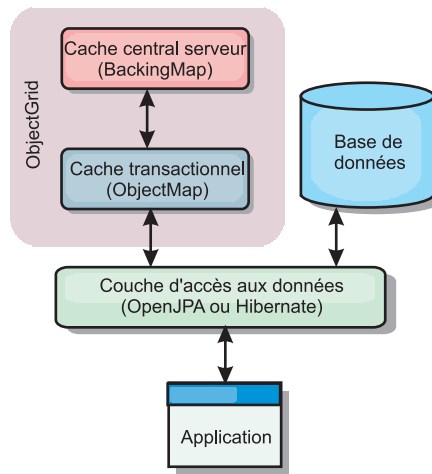 ObjectGrid
Cache central serveur
(BackingMap)
Cache transactionnel
(ObjectMap)
Base de
données
Couche d'accès aux données
(OpenJPA ou Hibernate)
Application